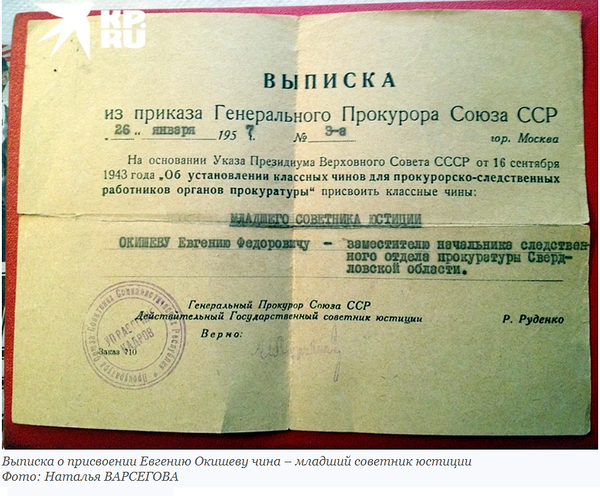 KP.RU
ВЫПИСКА
из приказа Генерального Прокурора Союза ССР
„26„ января 1957 № 3-а гор. Москва
На основании Указа Президиума Верховного Совета СССР от 16 сентября
1943 года „Об установлении классных чинов для прокурорско-следственных
работников органов прокуратуры“ присвоить классные чины:
МЛАДШЕГО СОВЕТНИКА ЮСТИЦИИ
ОКИШЕВУ Евгению Федоровичу – заместителю начальника следствен
ного отдела прокуратуры Сверд-
ловской области.
Генеральный Прокурор Союза ССР
Действительный Государственный советник юстиции Р. Руденко
Верно:
КАДРОВ
Заказ 710
Выписка о присвоении Евгению Окишеву чина – младший советник юстиции
Фото: Наталья ВАРСЕГОВА